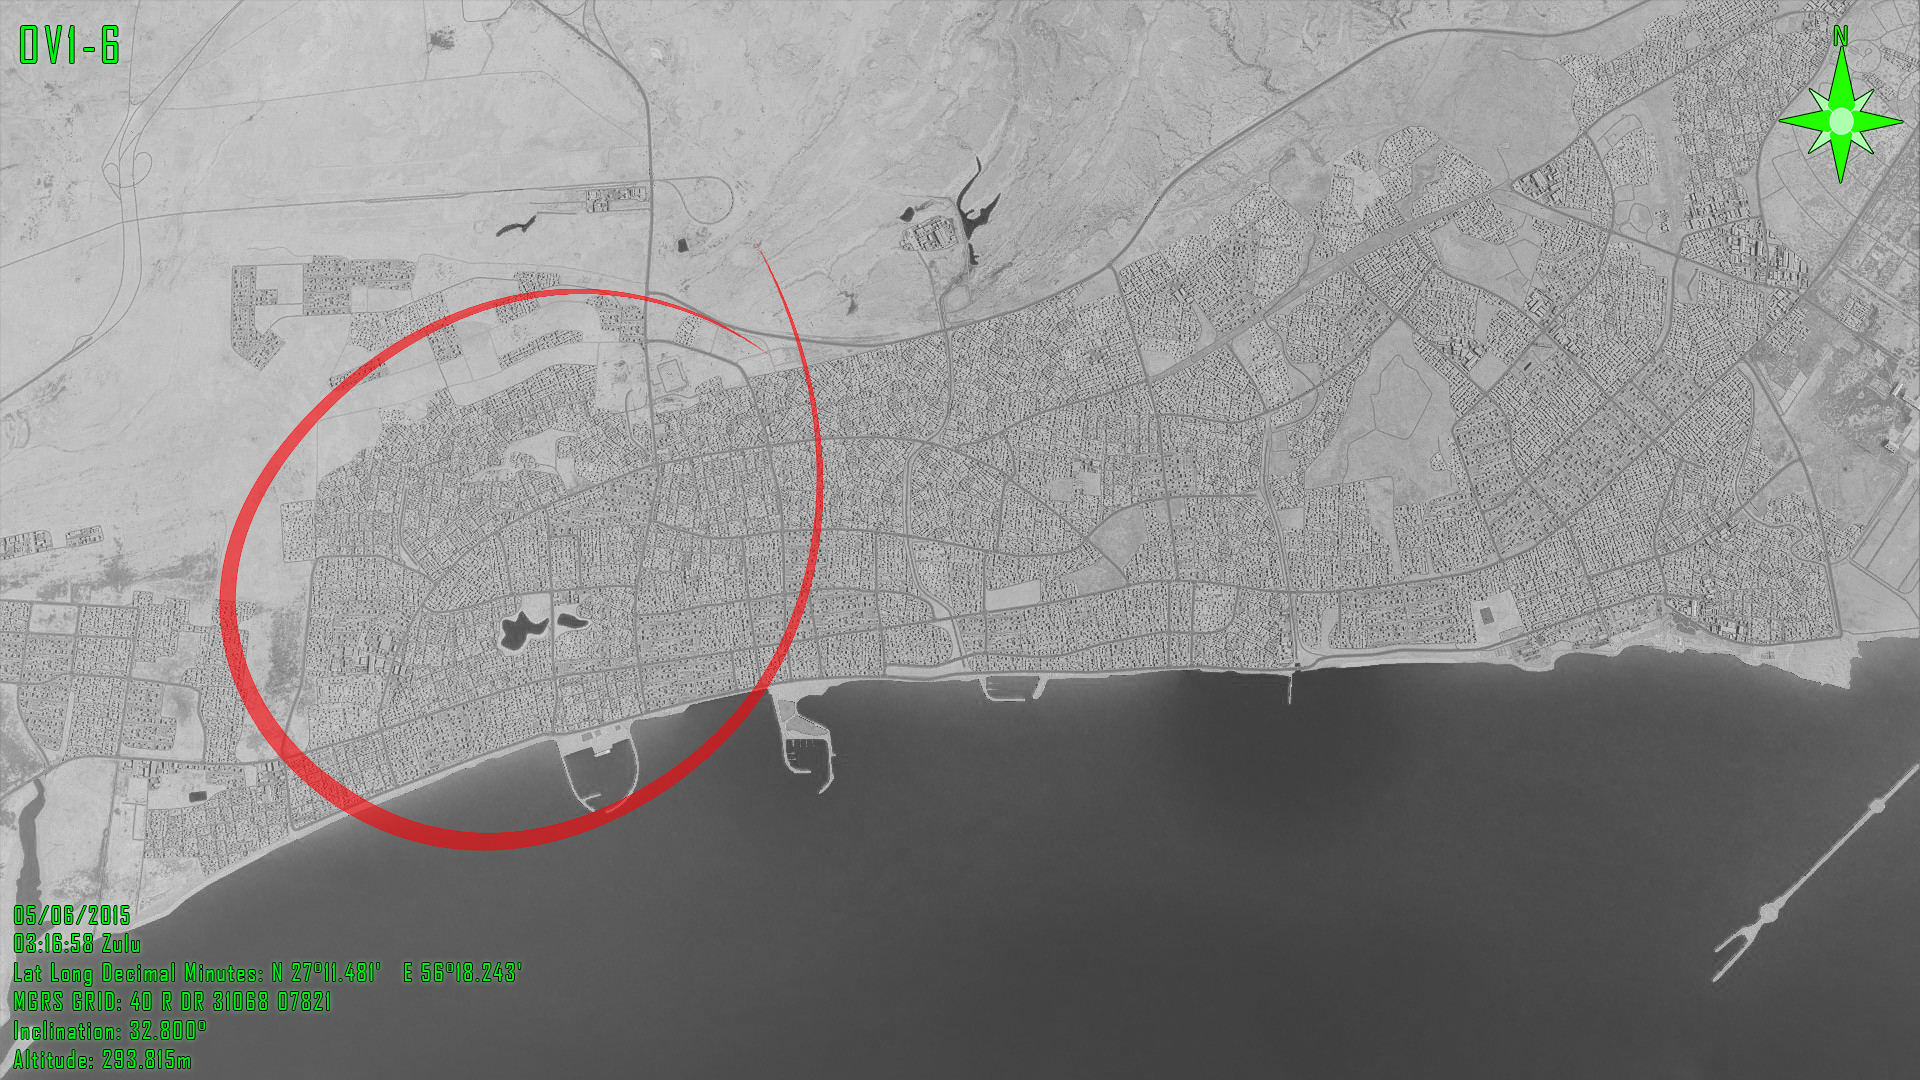 OV1-6
N
05/06/2015
03:16:58 Zulu
Lat Long Decimal Minutes: N 27°11.481' E 56°18.243'
MGRS GRID: 40 R DR 31068 07821
Inclination: 32.800°
Altitude: 293.815m